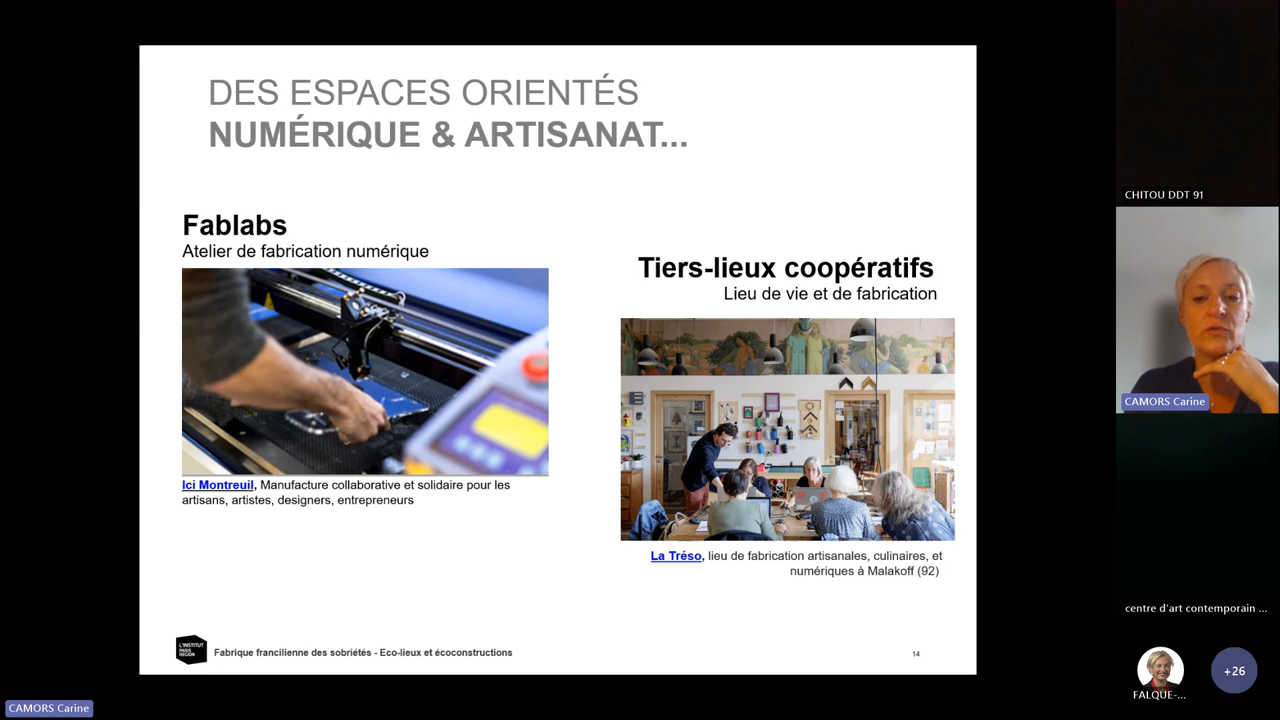 DES ESPACES ORIENTÉS
NUMÉRIQUE & ARTISANAT...
Fablabs
Atelier de fabrication numérique
Ici Montreuil, Manufacture collaborative et solidaire pour les
artisans, artistes, designers, entrepreneurs
Tiers-lieux coopératifs
Lieu de vie et de fabrication
La Tréso, lieu de fabrication artisanales, culinaires, et
numériques à Malakoff (92)
L'INSTITUT
PARIS
REGION
Fabrique francilienne des sobriétés - Eco-lieux et écoconstructions
14
CHITOU DDT 91
CAMORS Carine
centre d'art contemporain ...
FALQUE-...
+26
CAMORS Carine